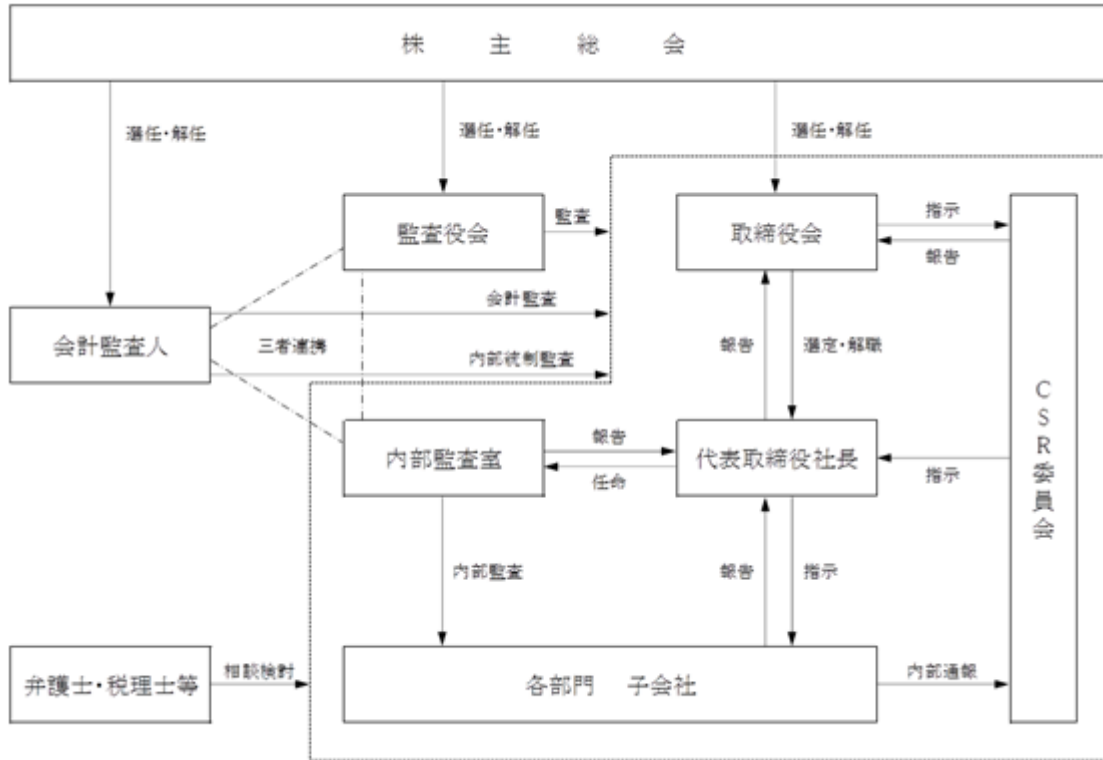 株主総会
選任・解任
選任・解任
選任・解任
監査役会
監査
取締役会
指示
報告
会計監査人
会計監査
三者連携
内部統制監査
報告
選定・解職
内部監査室
報告
任命
代表取締役社長
指示
CSR委員会
内部監査
報告
指示
弁護士・税理士等
相談検討
各部門 子会社
内部通報